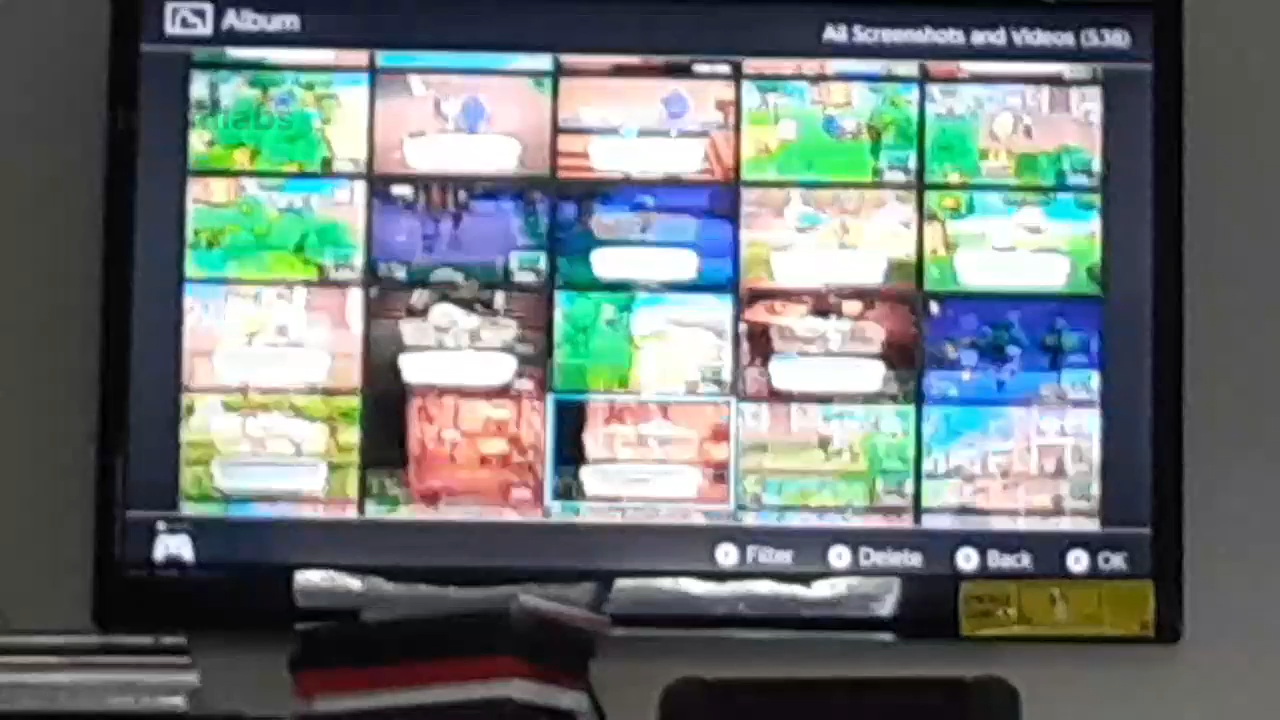 Album
All Screenshots and Videos (538)
Filter
Delete
Back
OK